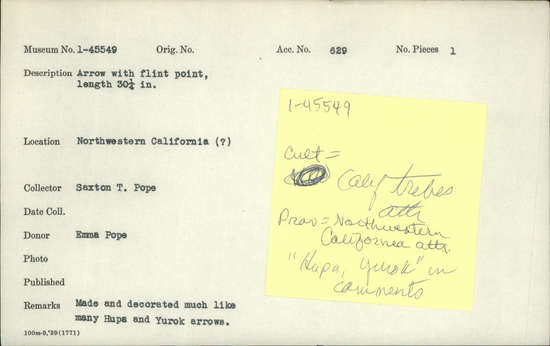 Museum No. 1-45549 Orig. No. Acc. No. 629 No. Pieces 1
Description Arrow with flint point,
length 30¼ in.
Location Northwestern California (?)
Collector Saxton T. Pope
Date Coll.
Donor Emma Pope
Photo
Published
Remarks Made and decorated much like
many Hupa and Yurok arrows.
100m-9,'29(1771)
1-45549
Cult =
Calif tribes
attr
Prov = Northwestern
California attr.
"Hupa, Yurok" in
comments